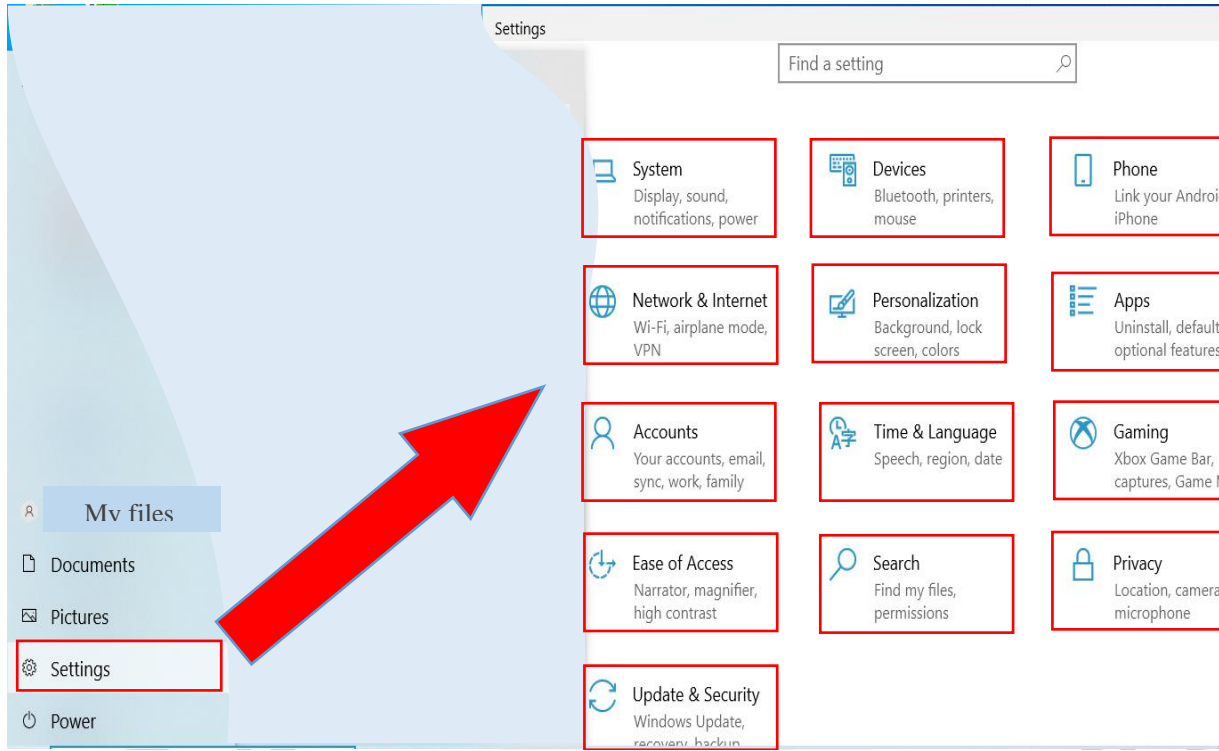 Settings
Find a setting
System
Display, sound,
notifications, power
Devices
Bluetooth, printers,
mouse
Phone
Link your Androi
iPhone
Network & Internet
Wi-Fi, airplane mode,
VPN
Personalization
Background, lock
screen, colors
Apps
Uninstall, default
optional features
Accounts
Your accounts, email,
sync, work, family
Time & Language
Speech, region, date
Gaming
Xbox Game Bar,
captures, Game M
Ease of Access
Narrator, magnifier,
high contrast
Search
Find my files,
permissions
Privacy
Location, camera
microphone
Update & Security
Windows Update,
recovery, backup
My files
Documents
Pictures
Settings
Power